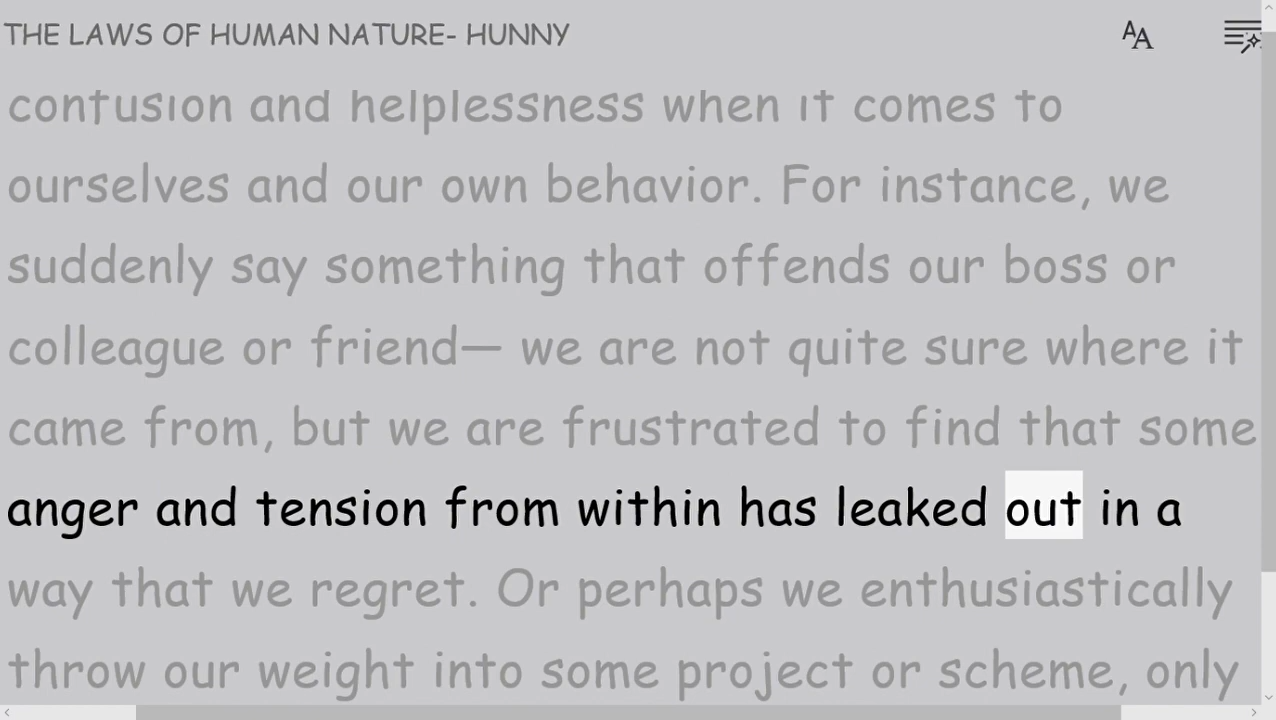 THE LAWS OF HUMAN NATURE- HUNNY
confusion and helplessness when it comes to
ourselves and our own behavior. For instance, we
suddenly say something that offends our boss or
colleague or friend— we are not quite sure where it
came from, but we are frustrated to find that some
anger and tension from within has leaked out in a
way that we regret. Or perhaps we enthusiastically
throw our weight into some project or scheme, only